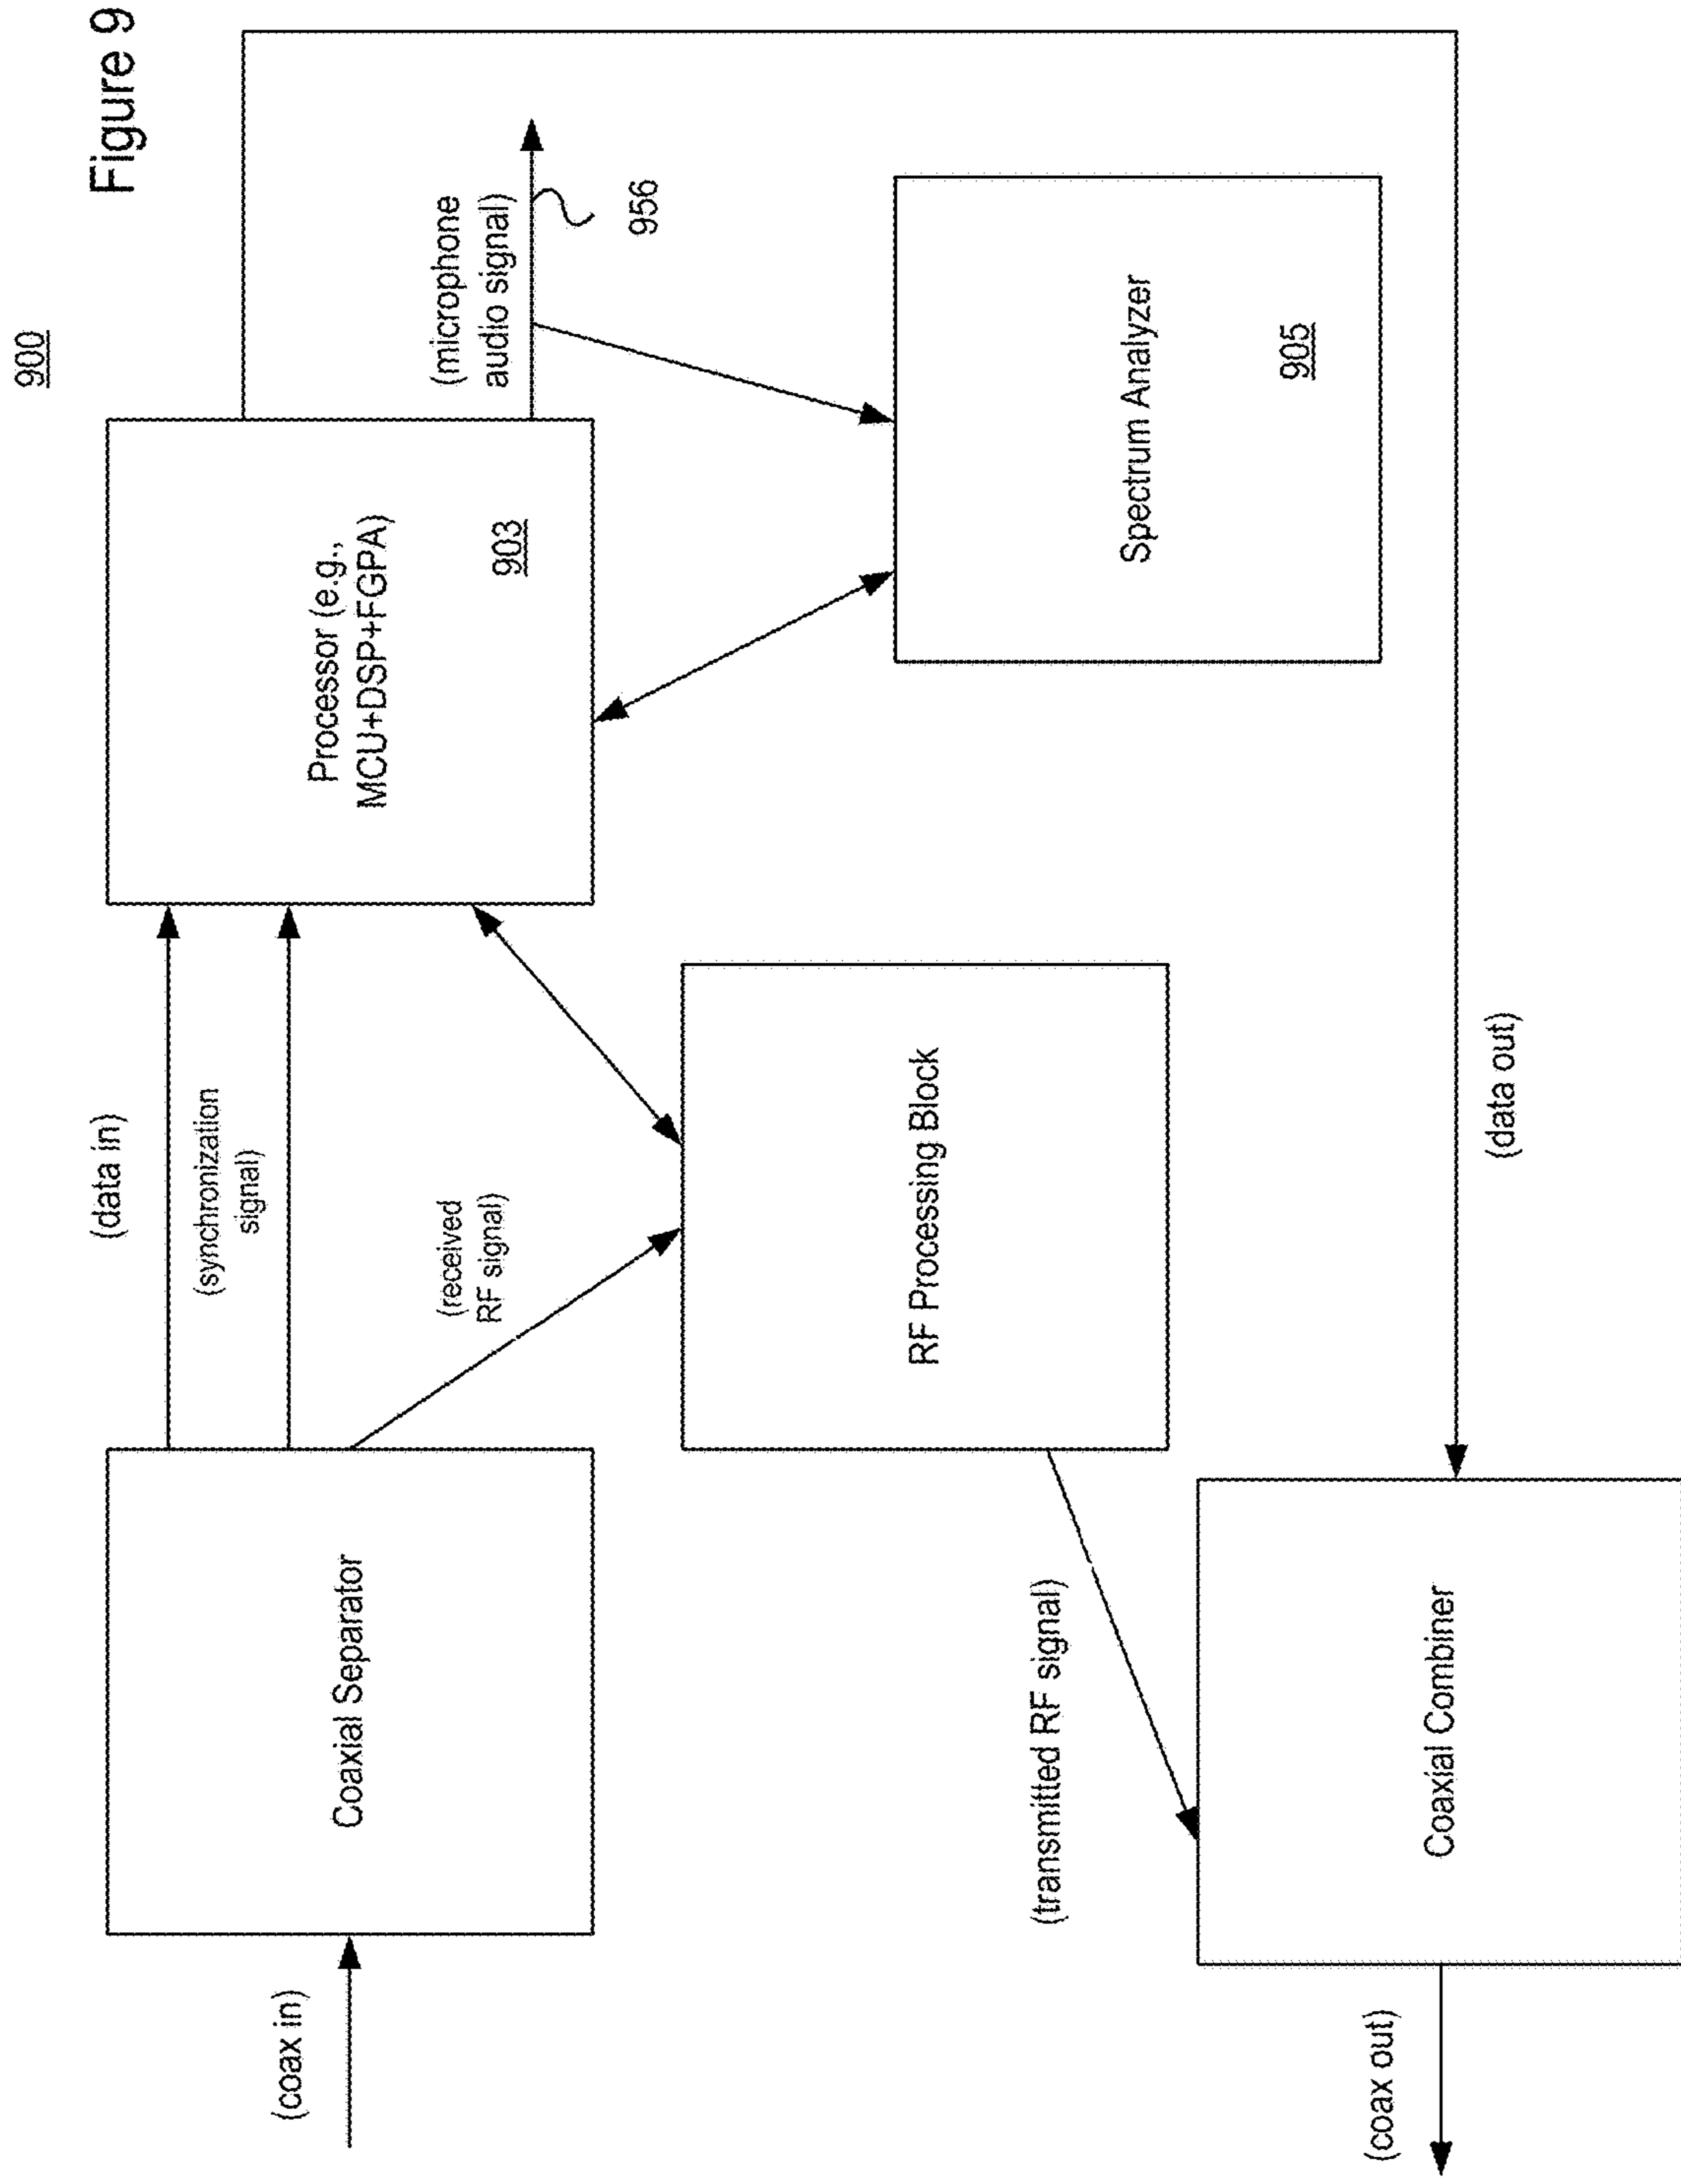 900
Figure 9
(coax in)
Coaxial Separator
(data in)
(synchronization
signal)
(received
RF signal)
Processor (e.g.,
MCU+DSP+FGPA)
903
(microphone
audio signal)
956
RF Processing Block
Spectrum Analyzer
905
(transmitted RF signal)
Coaxial Combiner
(coax out)
(data out)